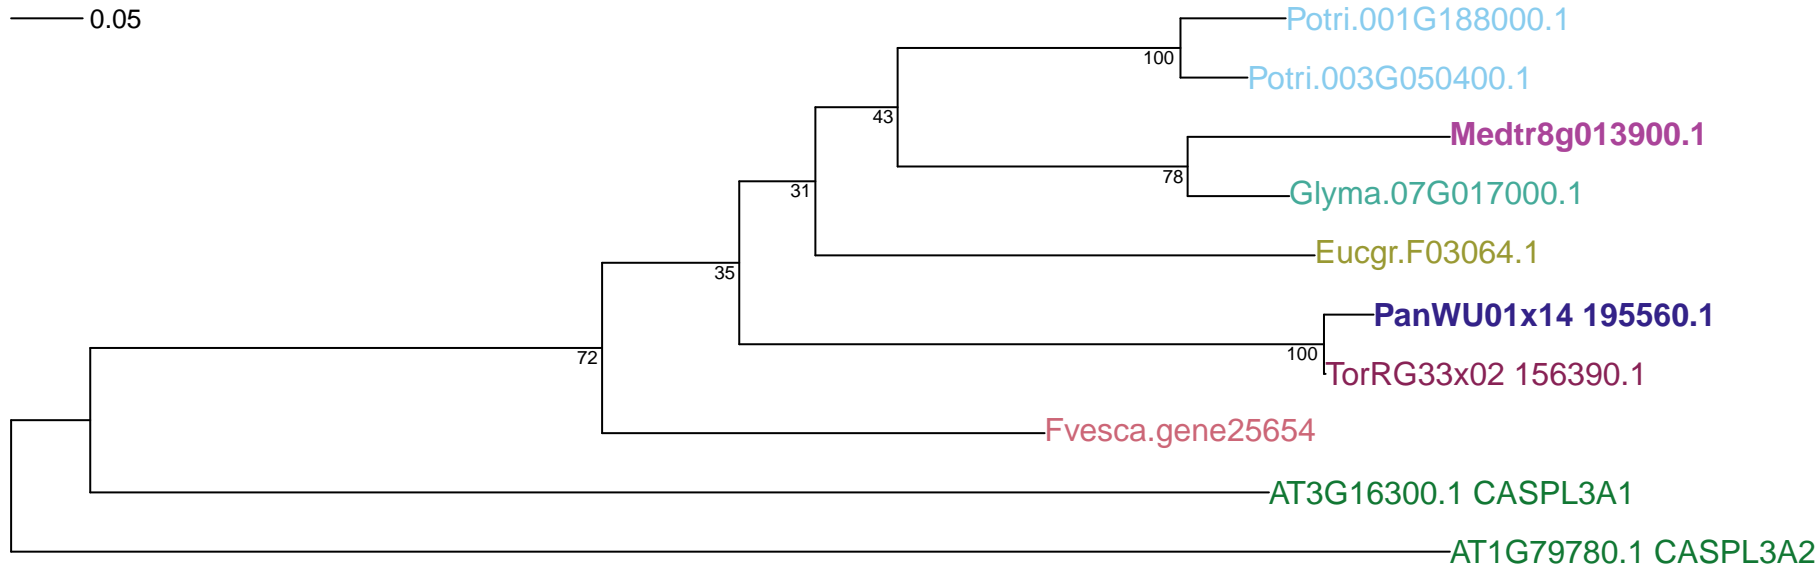 0.05
Potri.001G188000.1
100
Potri.003G050400.1
43
Medtr8g013900.1
78
Glyma.07G017000.1
31
Eucgr.F03064.1
35
PanWU01x14 195560.1
100
72
TorRG33x02 156390.1
Fvesca.gene25654
AT3G16300.1 CASPL3A1
AT1G79780.1 CASPL3A2